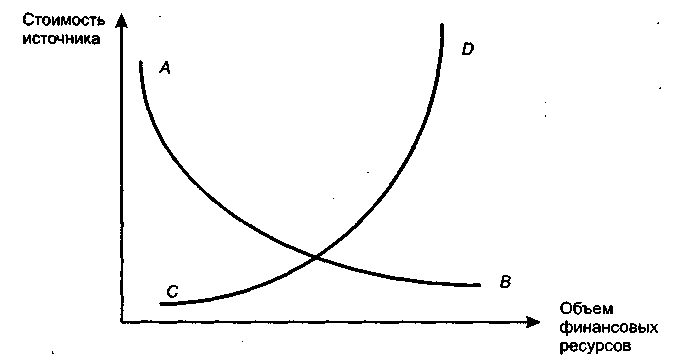 Стоимость
источника
A
D
C
B
Объем
финансовых
ресурсов